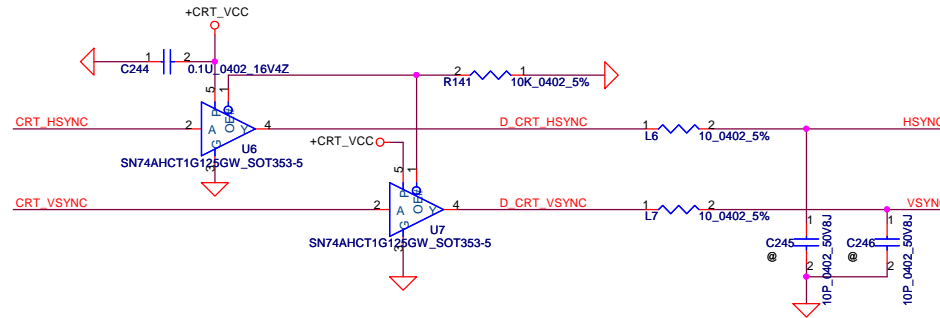 +CRT_VCC
1
2
C244
0.1U_0402_16V4Z
2
1
R141
10K_0402_5%
5
1
P
OE#
CRT_HSYNC
2
A
Y
4
D_CRT_HSYNC
1
2
L6
10_0402_5%
HSYNC
G
3
U6
SN74AHCT1G125GW_SOT353-5
+CRT_VCC
5
1
P
OE#
CRT_VSYNC
2
A
Y
4
D_CRT_VSYNC
1
2
L7
10_0402_5%
VSYNC
G
3
U7
SN74AHCT1G125GW_SOT353-5
1
C245
@
2
10P_0402_50V8J
1
C246
@
2
10P_0402_50V8J